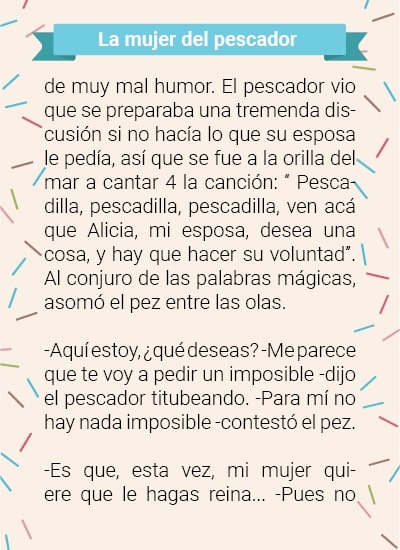 La mujer del pescador
de muy mal humor. El pescador vio
que se preparaba una tremenda dis-
cusión si no hacía lo que su esposa
le pedía, así que se fue a la orilla del
mar a cantar 4 la canción: “ Pesca-
dilla, pescadilla, pescadilla, ven acá
que Alicia, mi esposa, desea una
cosa, y hay que hacer su voluntad”.
Al conjuro de las palabras mágicas,
asomó el pez entre las olas.
-Aquí estoy, ¿qué deseas? -Me parece
que te voy a pedir un imposible -dijo
el pescador titubeando. -Para mí no
hay nada imposible -contestó el pez.
-Es que, esta vez, mi mujer qui-
ere que le hagas reina... -Pues no